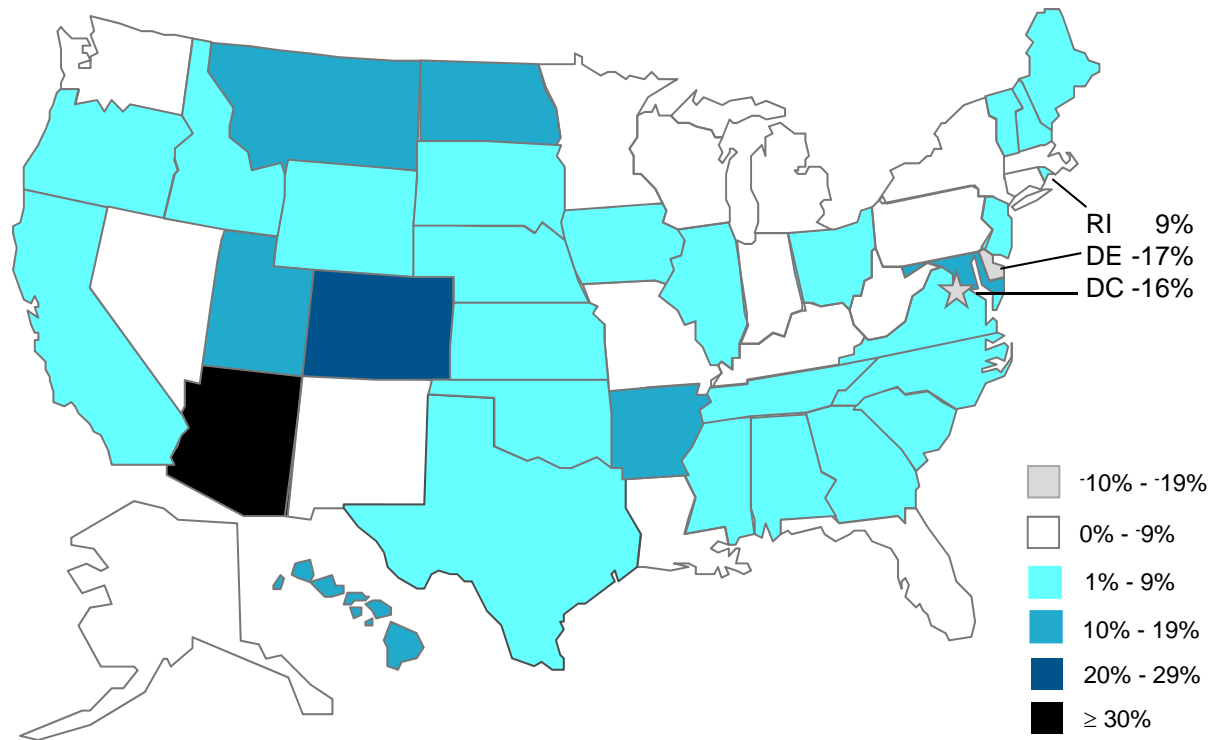 RI 9%
DE -17%
DC -16%
-10% - -19%
0% - -9%
1% - 9%
10% - 19%
20% - 29%
≥ 30%